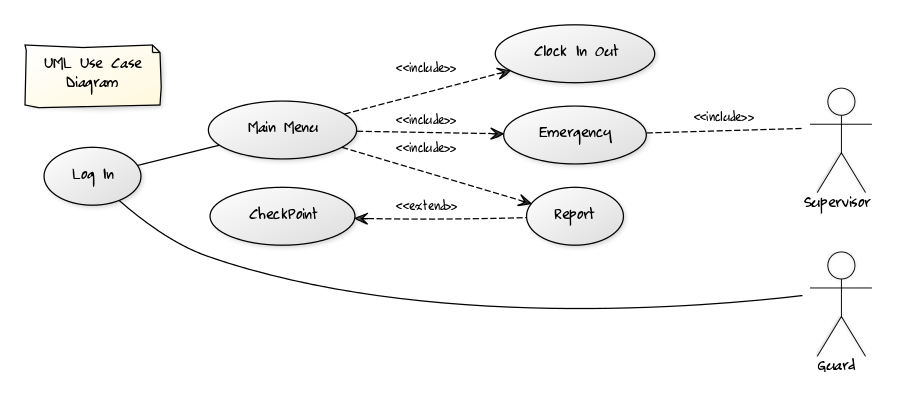 UML Use Case
Diagram
Clock In Out
<<include>>
Main Menu
<<include>>
Emergency
<<include>>
<<include>>
Log In
Supervisor
CheckPoint
<<extend>>
Report
Guard